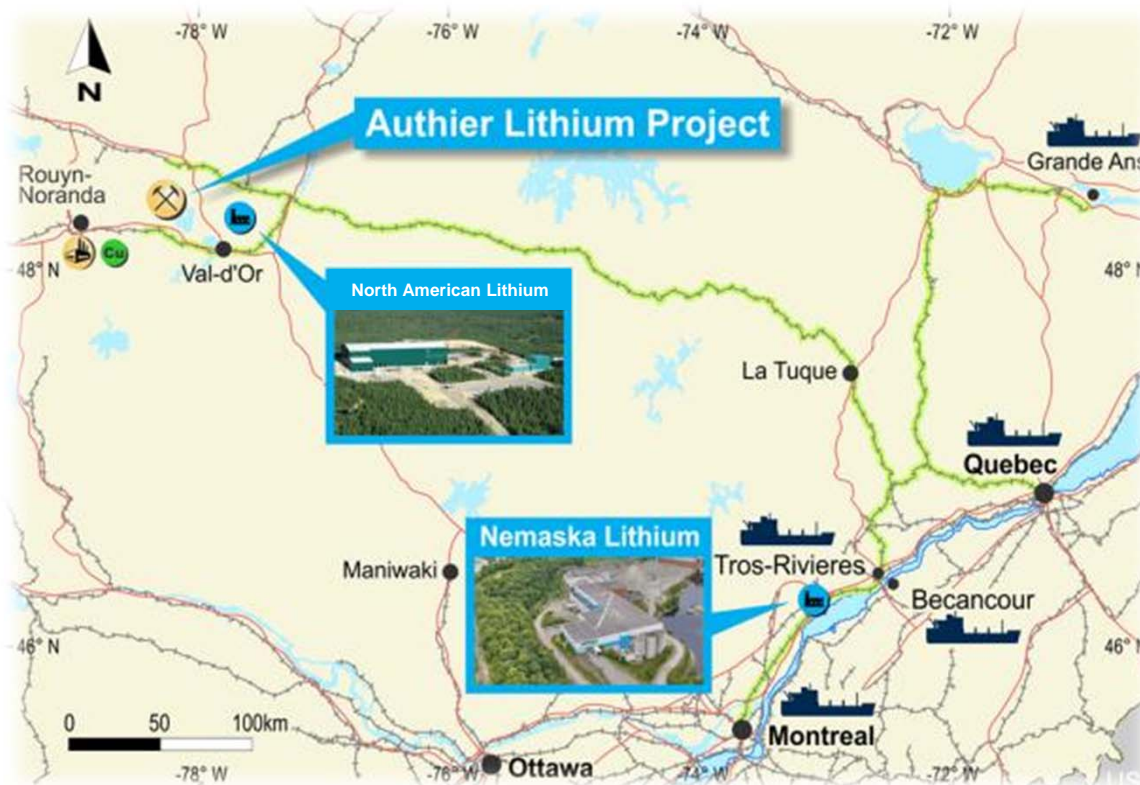 -78° W
-76° W
-74° W
-72° W
N
Authier Lithium Project
Rouyn-
Noranda
Grande Ans
Cu
Val-d'Or
48° N
48° N
North American Lithium
La Tuque
Quebec
Nemaska Lithium
Tros-Rivieres
Maniwaki
Becancour
46° N
46° N
0 50 100km
Montreal
Ottawa
-78° W
-76° W
-74° W
-72° W